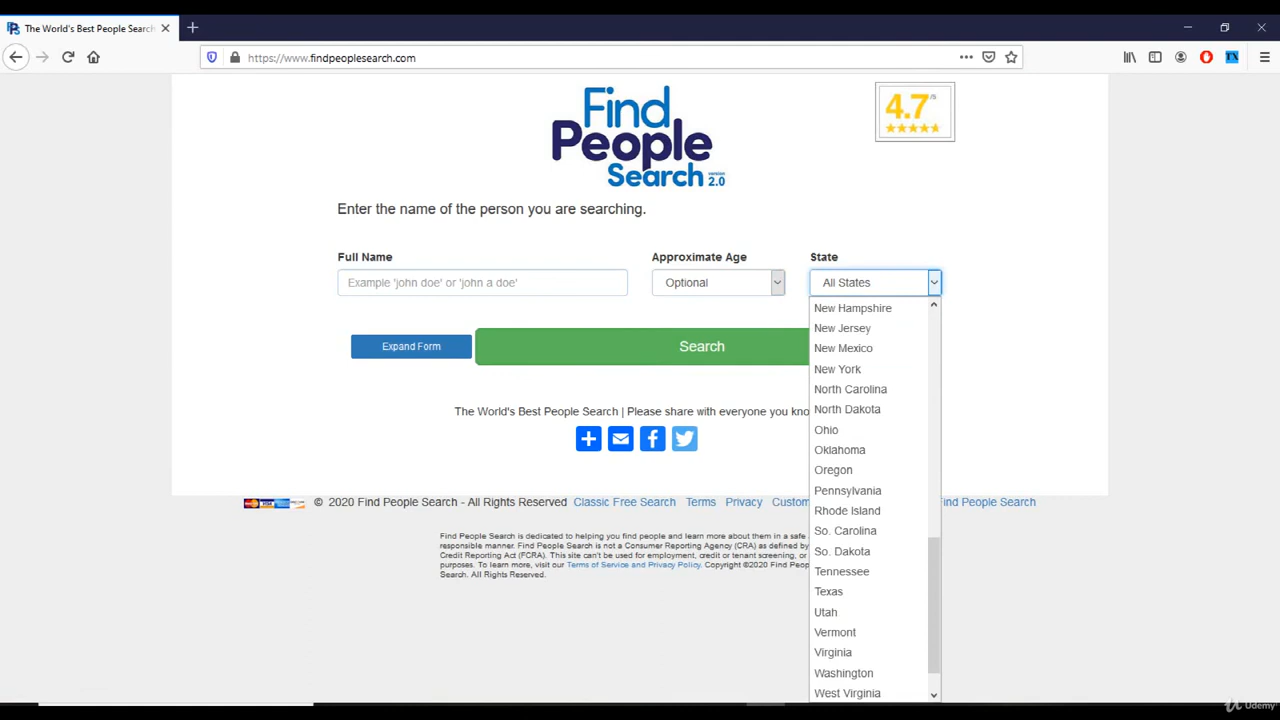 The World's Best People Search
https://www.findpeoplesearch.com
TX
Find
People
Search version 2.0
4.7/5
Enter the name of the person you are searching.
Full Name
Approximate Age
State
Example 'john doe' or 'john a doe'
Optional
All States
New Hampshire
New Jersey
New Mexico
New York
North Carolina
North Dakota
Ohio
Oklahoma
Oregon
Pennsylvania
Rhode Island
So. Carolina
So. Dakota
Tennessee
Texas
Utah
Vermont
Virginia
Washington
West Virginia
Expand Form
Search
The World's Best People Search | Please share with everyone you kno
VISA © 2020 Find People Search - All Rights Reserved Classic Free Search Terms Privacy Custom
ind People Search
Find People Search is dedicated to helping you find people and learn more about them in a safe a
responsible manner. Find People Search is not a Consumer Reporting Agency (CRA) as defined by
Credit Reporting Act (FCRA). This site can't be used for employment, credit or tenant screening, or
purposes. To learn more, visit our Terms of Service and Privacy Policy. Copyright ©2020 Find Peop
Search. All Rights Reserved.
Udemy